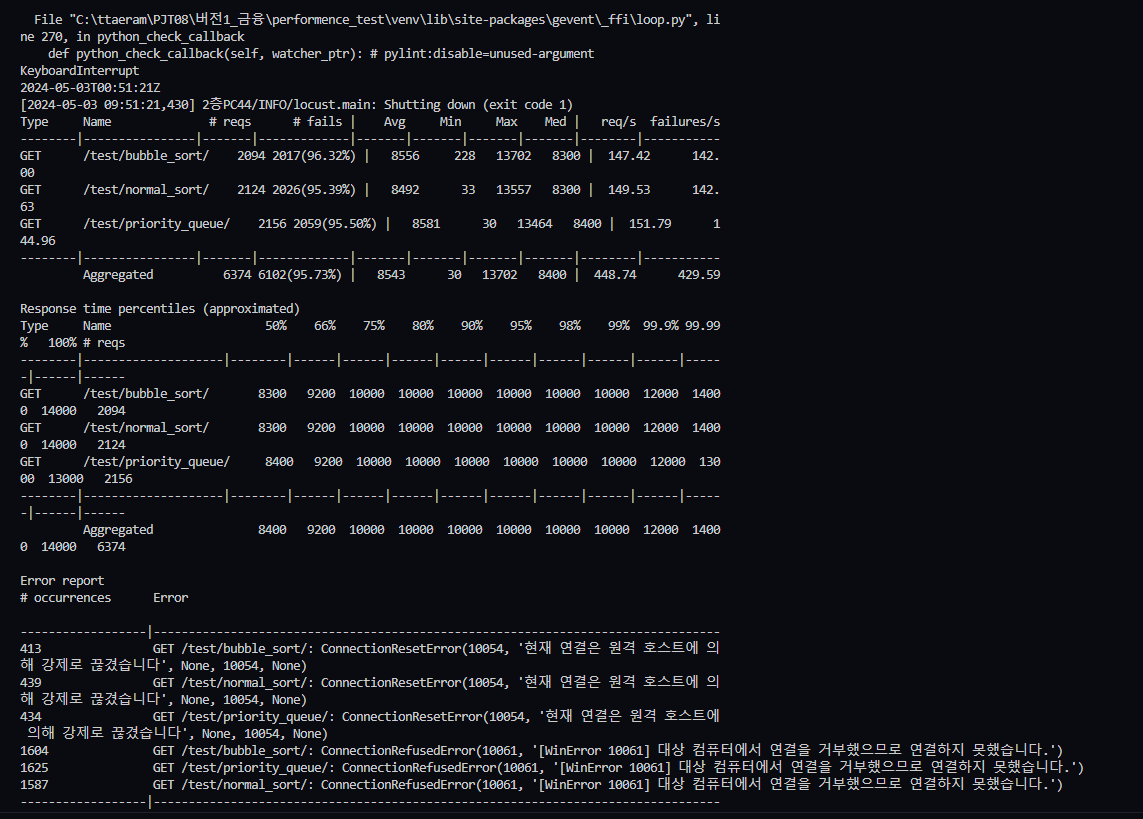 File "C:\ttaeram\PJT08\버전1_금융\performence_test\venv\lib\site-packages\gevent\_ffi\loop.py", li
ne 270, in python_check_callback
    def python_check_callback(self, watcher_ptr): # pylint:disable=unused-argument
KeyboardInterrupt
2024-05-03T00:51:21Z
[2024-05-03 09:51:21,430] 2층PC44/INFO/locust.main: Shutting down (exit code 1)
Type     Name              # reqs      # fails |    Avg     Min     Max    Med |   req/s  failures/s
--------|----------------|-------|-------------|-------|-------|-------|-------|--------|-----------
GET      /test/bubble_sort/    2094 2017(96.32%) |   8556     228   13702   8300 |  147.42      142.
00
GET      /test/normal_sort/    2124 2026(95.39%) |   8492      33   13557   8300 |  149.53      142.
63
GET      /test/priority_queue/    2156 2059(95.50%) |   8581      30   13464   8400 |  151.79      1
44.96
--------|----------------|-------|-------------|-------|-------|-------|-------|--------|-----------
         Aggregated          6374 6102(95.73%) |   8543      30   13702   8400 |  448.74      429.59
Response time percentiles (approximated)
Type     Name                      50%    66%    75%    80%    90%    95%    98%    99%  99.9% 99.99
%   100% # reqs
--------|--------------------|--------|------|------|------|------|------|------|------|------|-----
-|------|------
GET      /test/bubble_sort/       8300   9200  10000  10000  10000  10000  10000  10000  12000  1400
0  14000   2094
GET      /test/normal_sort/       8300   9200  10000  10000  10000  10000  10000  10000  12000  1400
0  14000   2124
GET      /test/priority_queue/     8400   9200  10000  10000  10000  10000  10000  10000  12000  130
00  13000   2156
--------|--------------------|--------|------|------|------|------|------|------|------|------|-----
-|------|------
         Aggregated               8400   9200  10000  10000  10000  10000  10000  10000  12000  1400
0  14000   6374
Error report
# occurrences      Error
------------------|---------------------------------------------------------------------------------
413                GET /test/bubble_sort/: ConnectionResetError(10054, '현재 연결은 원격 호스트에 의
해 강제로 끊겼습니다', None, 10054, None)
439                GET /test/normal_sort/: ConnectionResetError(10054, '현재 연결은 원격 호스트에 의
해 강제로 끊겼습니다', None, 10054, None)
434                GET /test/priority_queue/: ConnectionResetError(10054, '현재 연결은 원격 호스트에
 의해 강제로 끊겼습니다', None, 10054, None)
1604               GET /test/bubble_sort/: ConnectionRefusedError(10061, '[WinError 10061] 대상 컴퓨터에서 연결을 거부했으므로 연결하지 못했습니다.')
1625               GET /test/priority_queue/: ConnectionRefusedError(10061, '[WinError 10061] 대상 컴퓨터에서 연결을 거부했으므로 연결하지 못했습니다.')
1587               GET /test/normal_sort/: ConnectionRefusedError(10061, '[WinError 10061] 대상 컴퓨터에서 연결을 거부했으므로 연결하지 못했습니다.')
------------------|---------------------------------------------------------------------------------